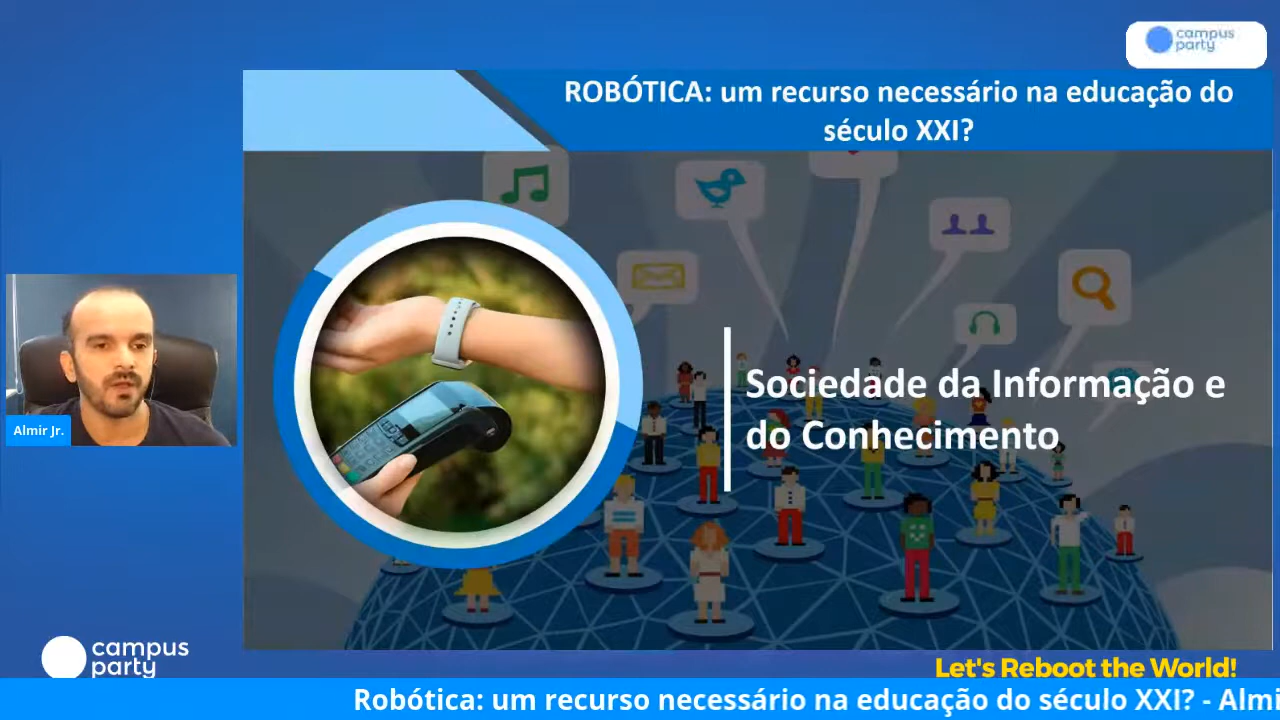 campus
party
ROBÓTICA: um recurso necessário na educação do
século XXI?
Sociedade da Informação e
do Conhecimento
Almir Jr.
campus
party
Let's Reboot the World!
Robótica: um recurso necessário na educação do século XXI? - Almi